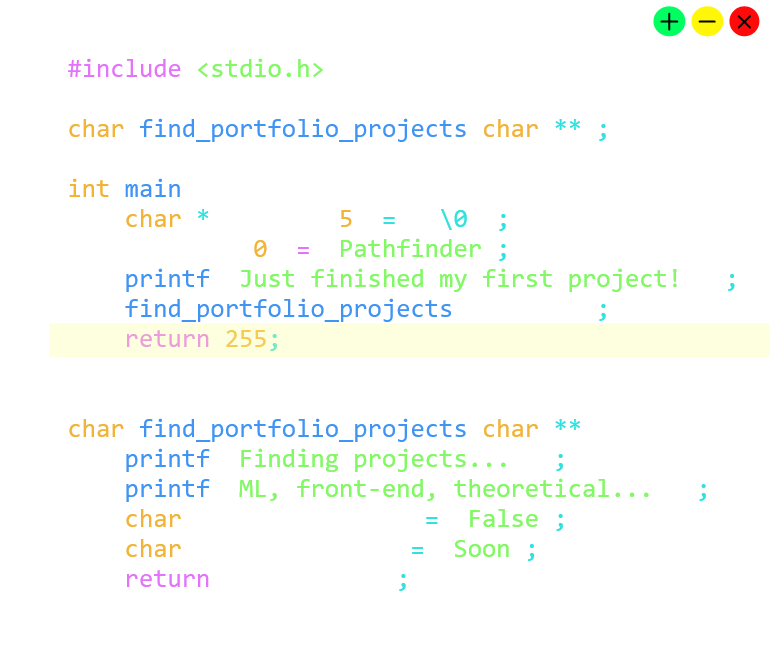 #include <stdio.h>
char find_portfolio_projects char ** ;
int main
char * 5 = \0 ;
0 = Pathfinder ;
printf Just finished my first project! ;
find_portfolio_projects ;
return 255;
char find_portfolio_projects char **
printf Finding projects... ;
printf ML, front-end, theoretical... ;
char = False ;
char = Soon ;
return ;